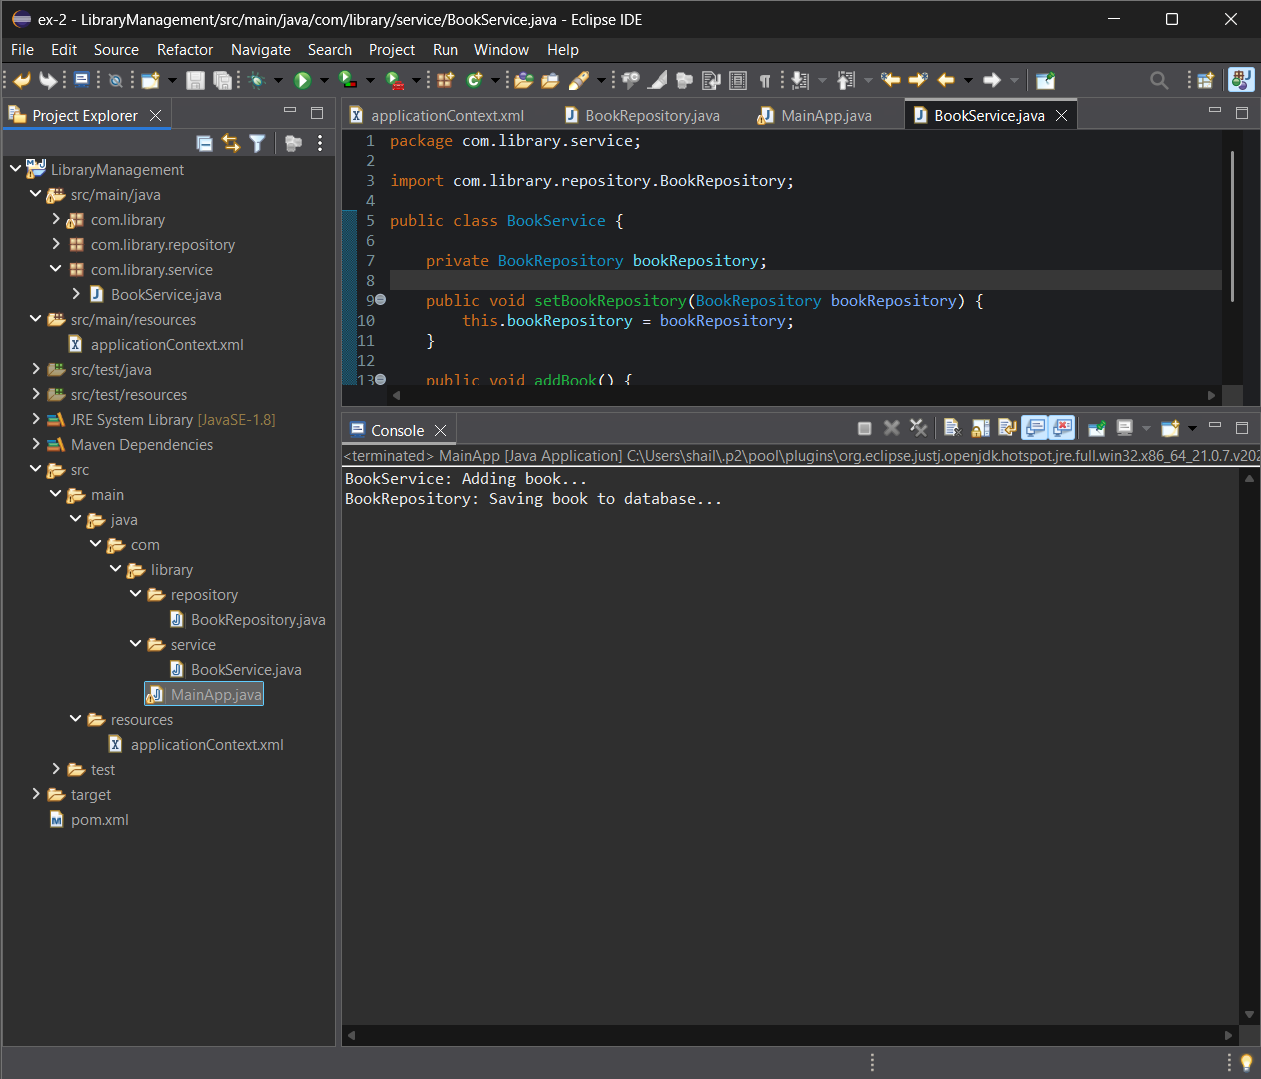 ex-2 - LibraryManagement/src/main/java/com/library/service/BookService.java - Eclipse IDE
File Edit Source Refactor Navigate Search Project Run Window Help
Project Explorer
LibraryManagement
src/main/java
com.library
com.library.repository
com.library.service
BookService.java
src/main/resources
applicationContext.xml
src/test/java
src/test/resources
JRE System Library [JavaSE-1.8]
Maven Dependencies
src
main
java
com
library
repository
BookRepository.java
service
BookService.java
MainApp.java
resources
applicationContext.xml
test
target
pom.xml
applicationContext.xml BookRepository.java MainApp.java BookService.java
1 package com.library.service;
2
3 import com.library.repository.BookRepository;
4
5 public class BookService {
6
7 private BookRepository bookRepository;
8
9 public void setBookRepository(BookRepository bookRepository) {
10 this.bookRepository = bookRepository;
11 }
12
13 public void addBook() {
Console
<terminated> MainApp [Java Application] C:\Users\shail\.p2\pool\plugins\org.eclipse.justj.openjdk.hotspot.jre.full.win32.x86_64_21.0.7.v202
BookService: Adding book...
BookRepository: Saving book to database...